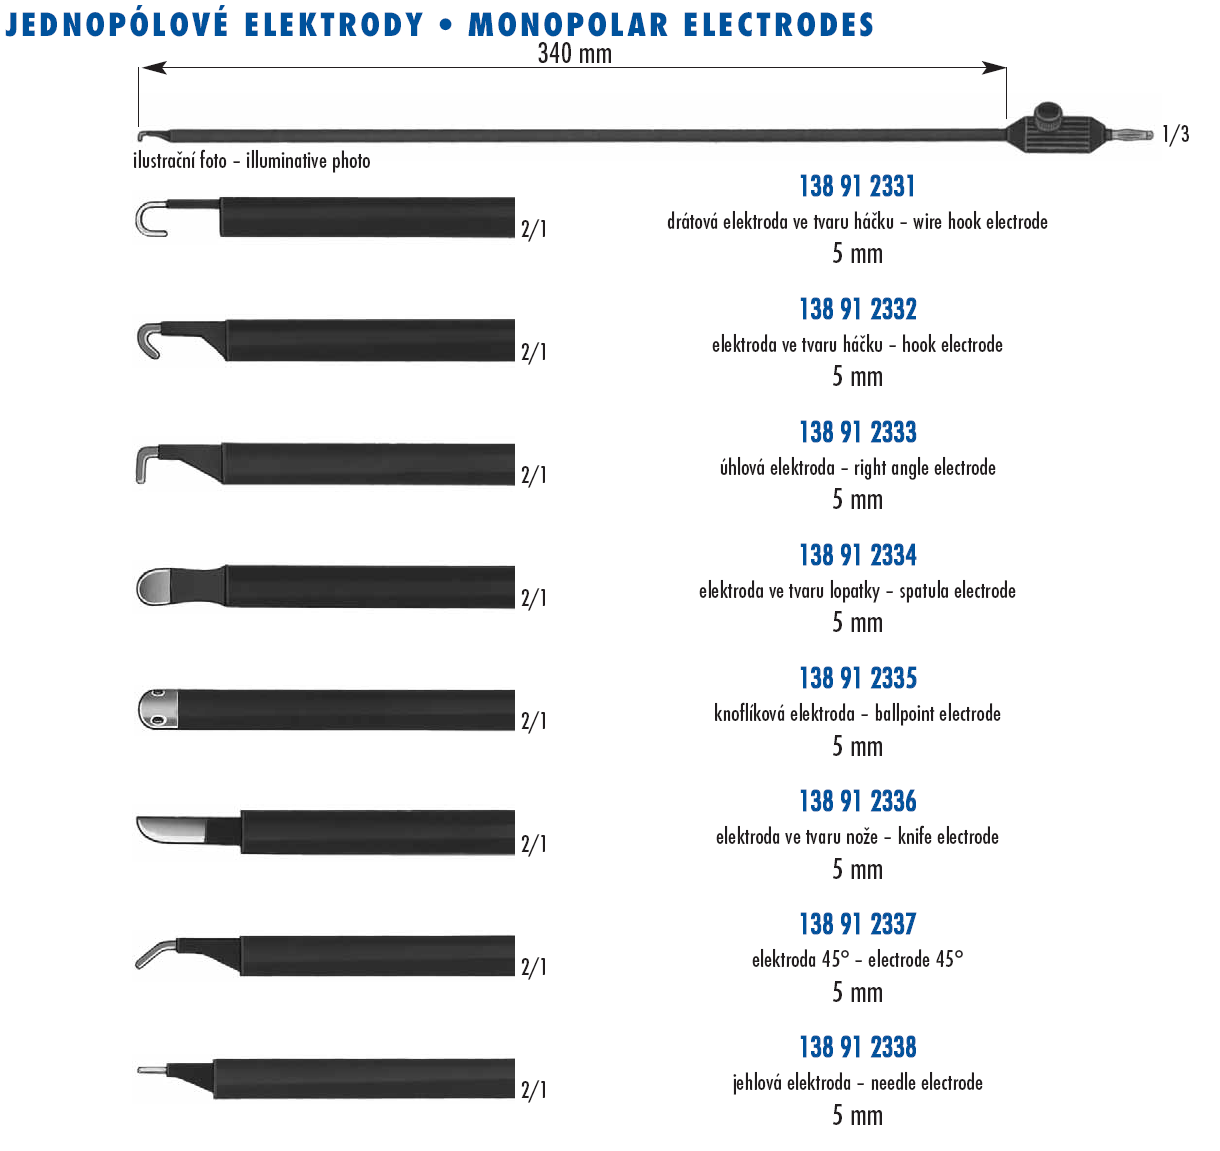 JEDNOPÓLOVÉ ELEKTRODY • MONOPOLAR ELECTRODES
340 mm
1/3
ilustrační foto – illuminative photo
138 91 2331
drátová elektroda ve tvaru háčku – wire hook electrode
2/1
5 mm
138 91 2332
elektroda ve tvaru háčku – hook electrode
2/1
5 mm
138 91 2333
úhlová elektroda – right angle electrode
2/1
5 mm
138 91 2334
elektroda ve tvaru lopatky – spatula electrode
2/1
5 mm
138 91 2335
knoflíková elektroda – ballpoint electrode
2/1
5 mm
138 91 2336
elektroda ve tvaru nože – knife electrode
2/1
5 mm
138 91 2337
elektroda 45° – electrode 45°
2/1
5 mm
138 91 2338
jehlová elektroda – needle electrode
2/1
5 mm